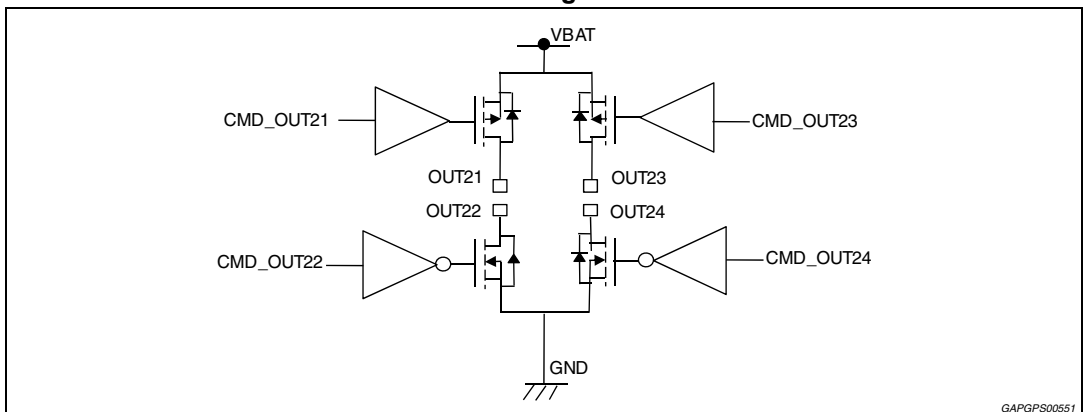 VBAT
CMD_OUT21
CMD_OUT23
OUT21
OUT23
OUT22
OUT24
CMD_OUT22
CMD_OUT24
GND
GAPGPS00551